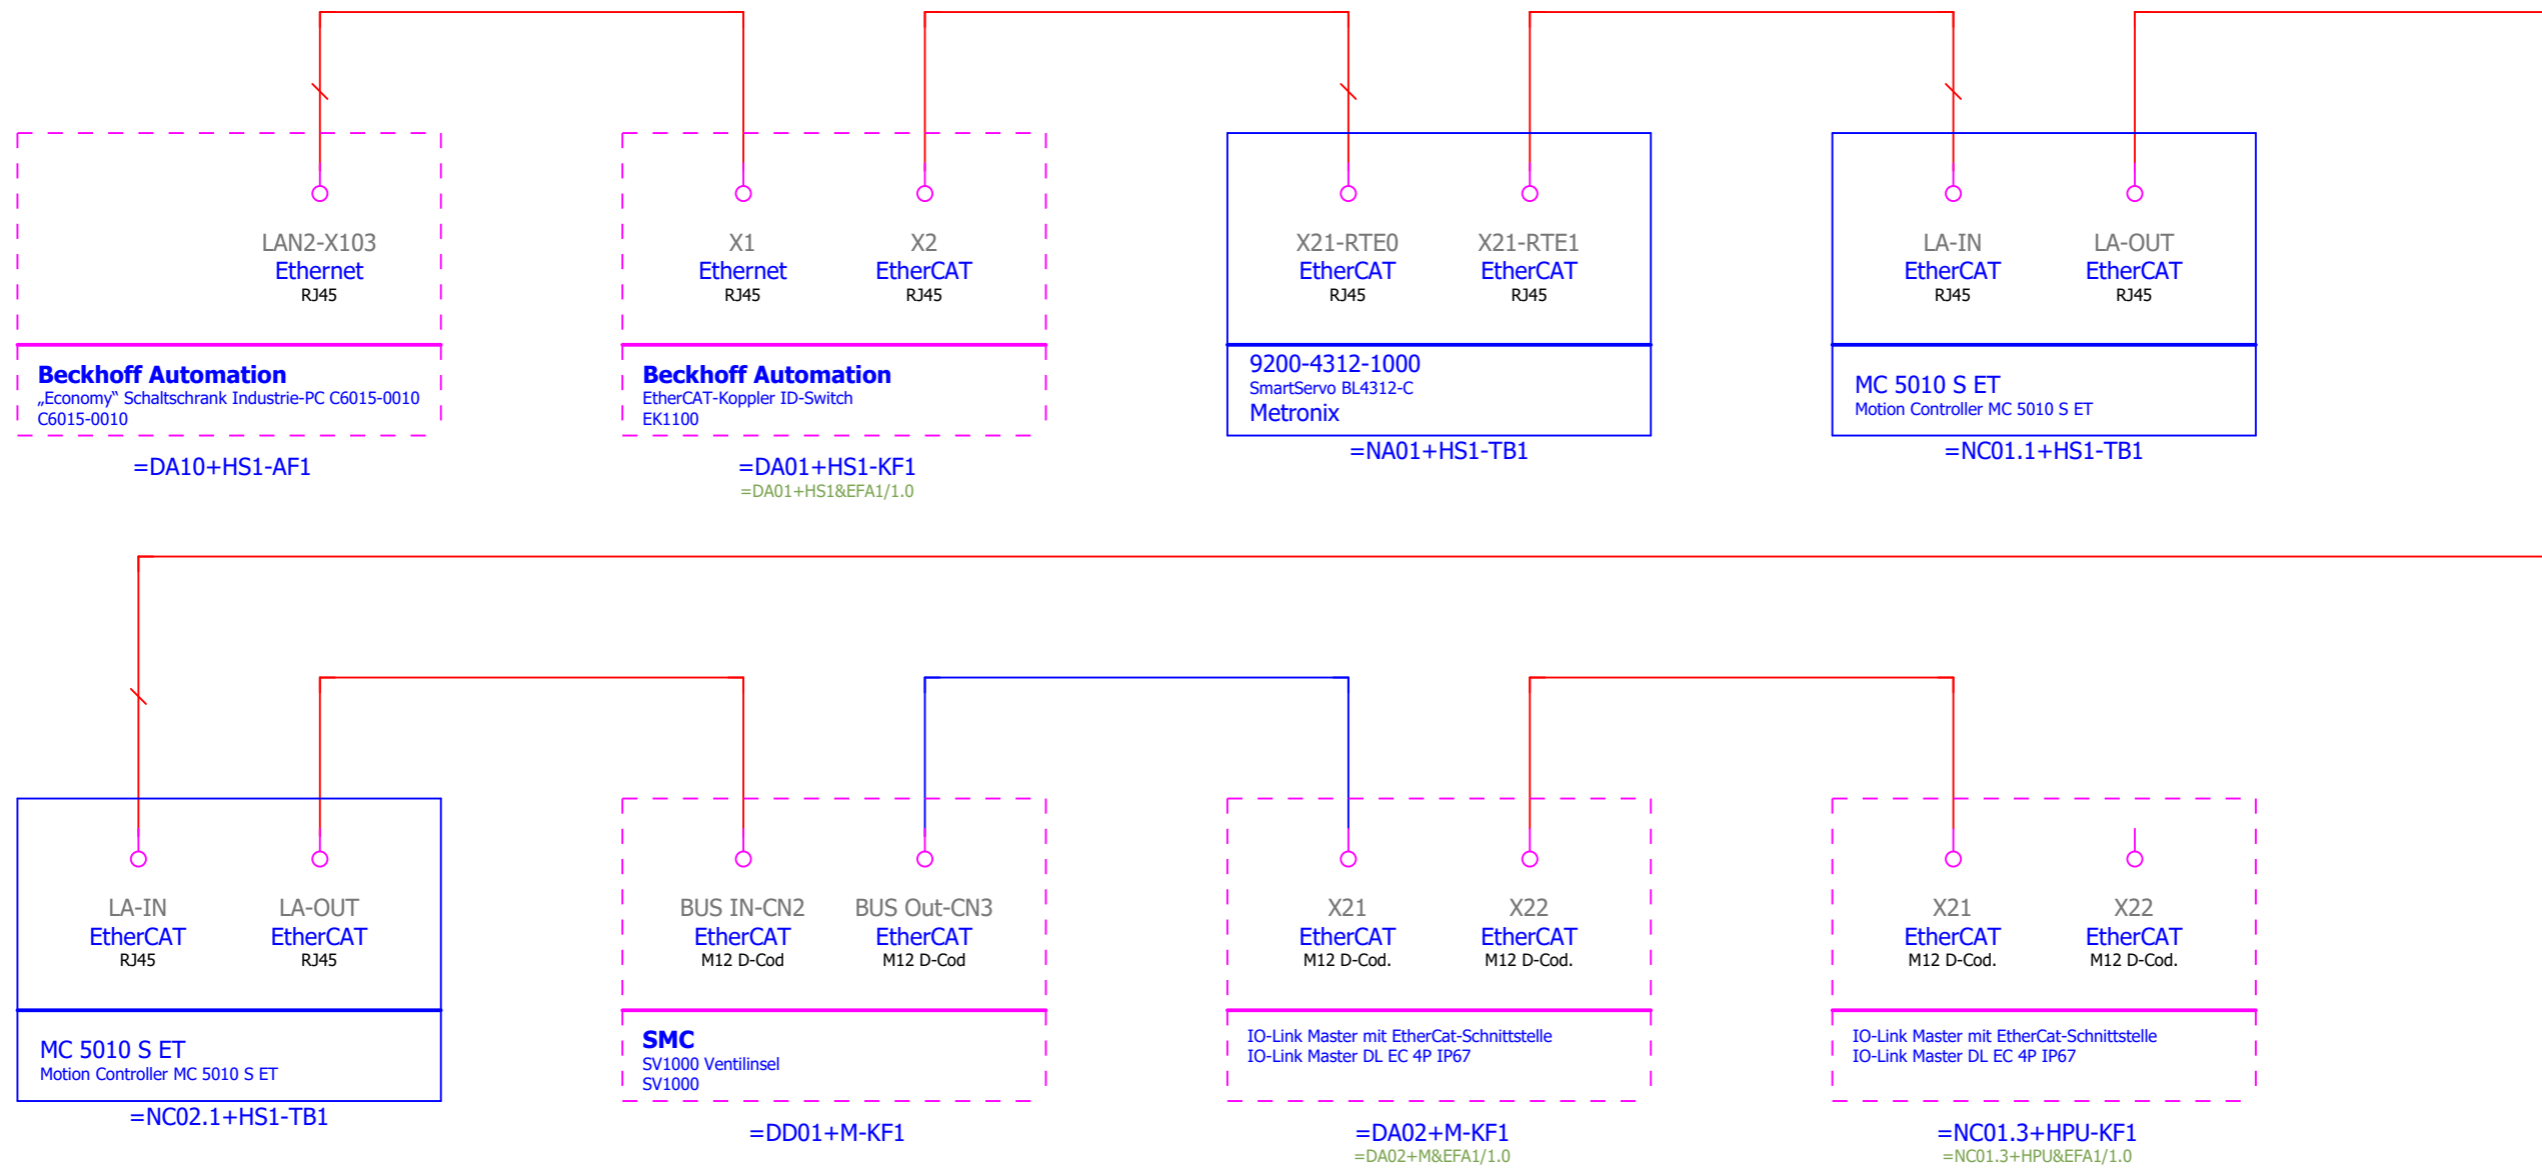 LAN2-X103
Ethernet
RJ45
Beckhoff Automation
„Economy“ Schaltschrank Industrie-PC C6015-0010
C6015-0010
=DA10+HS1-AF1
X1
Ethernet
RJ45
X2
EtherCAT
RJ45
Beckhoff Automation
EtherCAT-Koppler ID-Switch
EK1100
=DA01+HS1-KF1
=DA01+HS1&EFA1/1.0
X21-RTE0
EtherCAT
RJ45
X21-RTE1
EtherCAT
RJ45
9200-4312-1000
SmartServo BL4312-C
Metronix
=NA01+HS1-TB1
LA-IN
EtherCAT
RJ45
LA-OUT
EtherCAT
RJ45
MC 5010 S ET
Motion Controller MC 5010 S ET
=NC01.1+HS1-TB1
LA-IN
EtherCAT
RJ45
LA-OUT
EtherCAT
RJ45
MC 5010 S ET
Motion Controller MC 5010 S ET
=NC02.1+HS1-TB1
BUS IN-CN2
EtherCAT
M12 D-Cod
BUS Out-CN3
EtherCAT
M12 D-Cod
SMC
SV1000 Ventilinsel
SV1000
=DD01+M-KF1
X21
EtherCAT
M12 D-Cod.
X22
EtherCAT
M12 D-Cod.
IO-Link Master mit EtherCat-Schnittstelle
IO-Link Master DL EC 4P IP67
=DA02+M-KF1
=DA02+M&EFA1/1.0
X21
EtherCAT
M12 D-Cod.
X22
EtherCAT
M12 D-Cod.
IO-Link Master mit EtherCat-Schnittstelle
IO-Link Master DL EC 4P IP67
=NC01.3+HPU-KF1
=NC01.3+HPU&EFA1/1.0